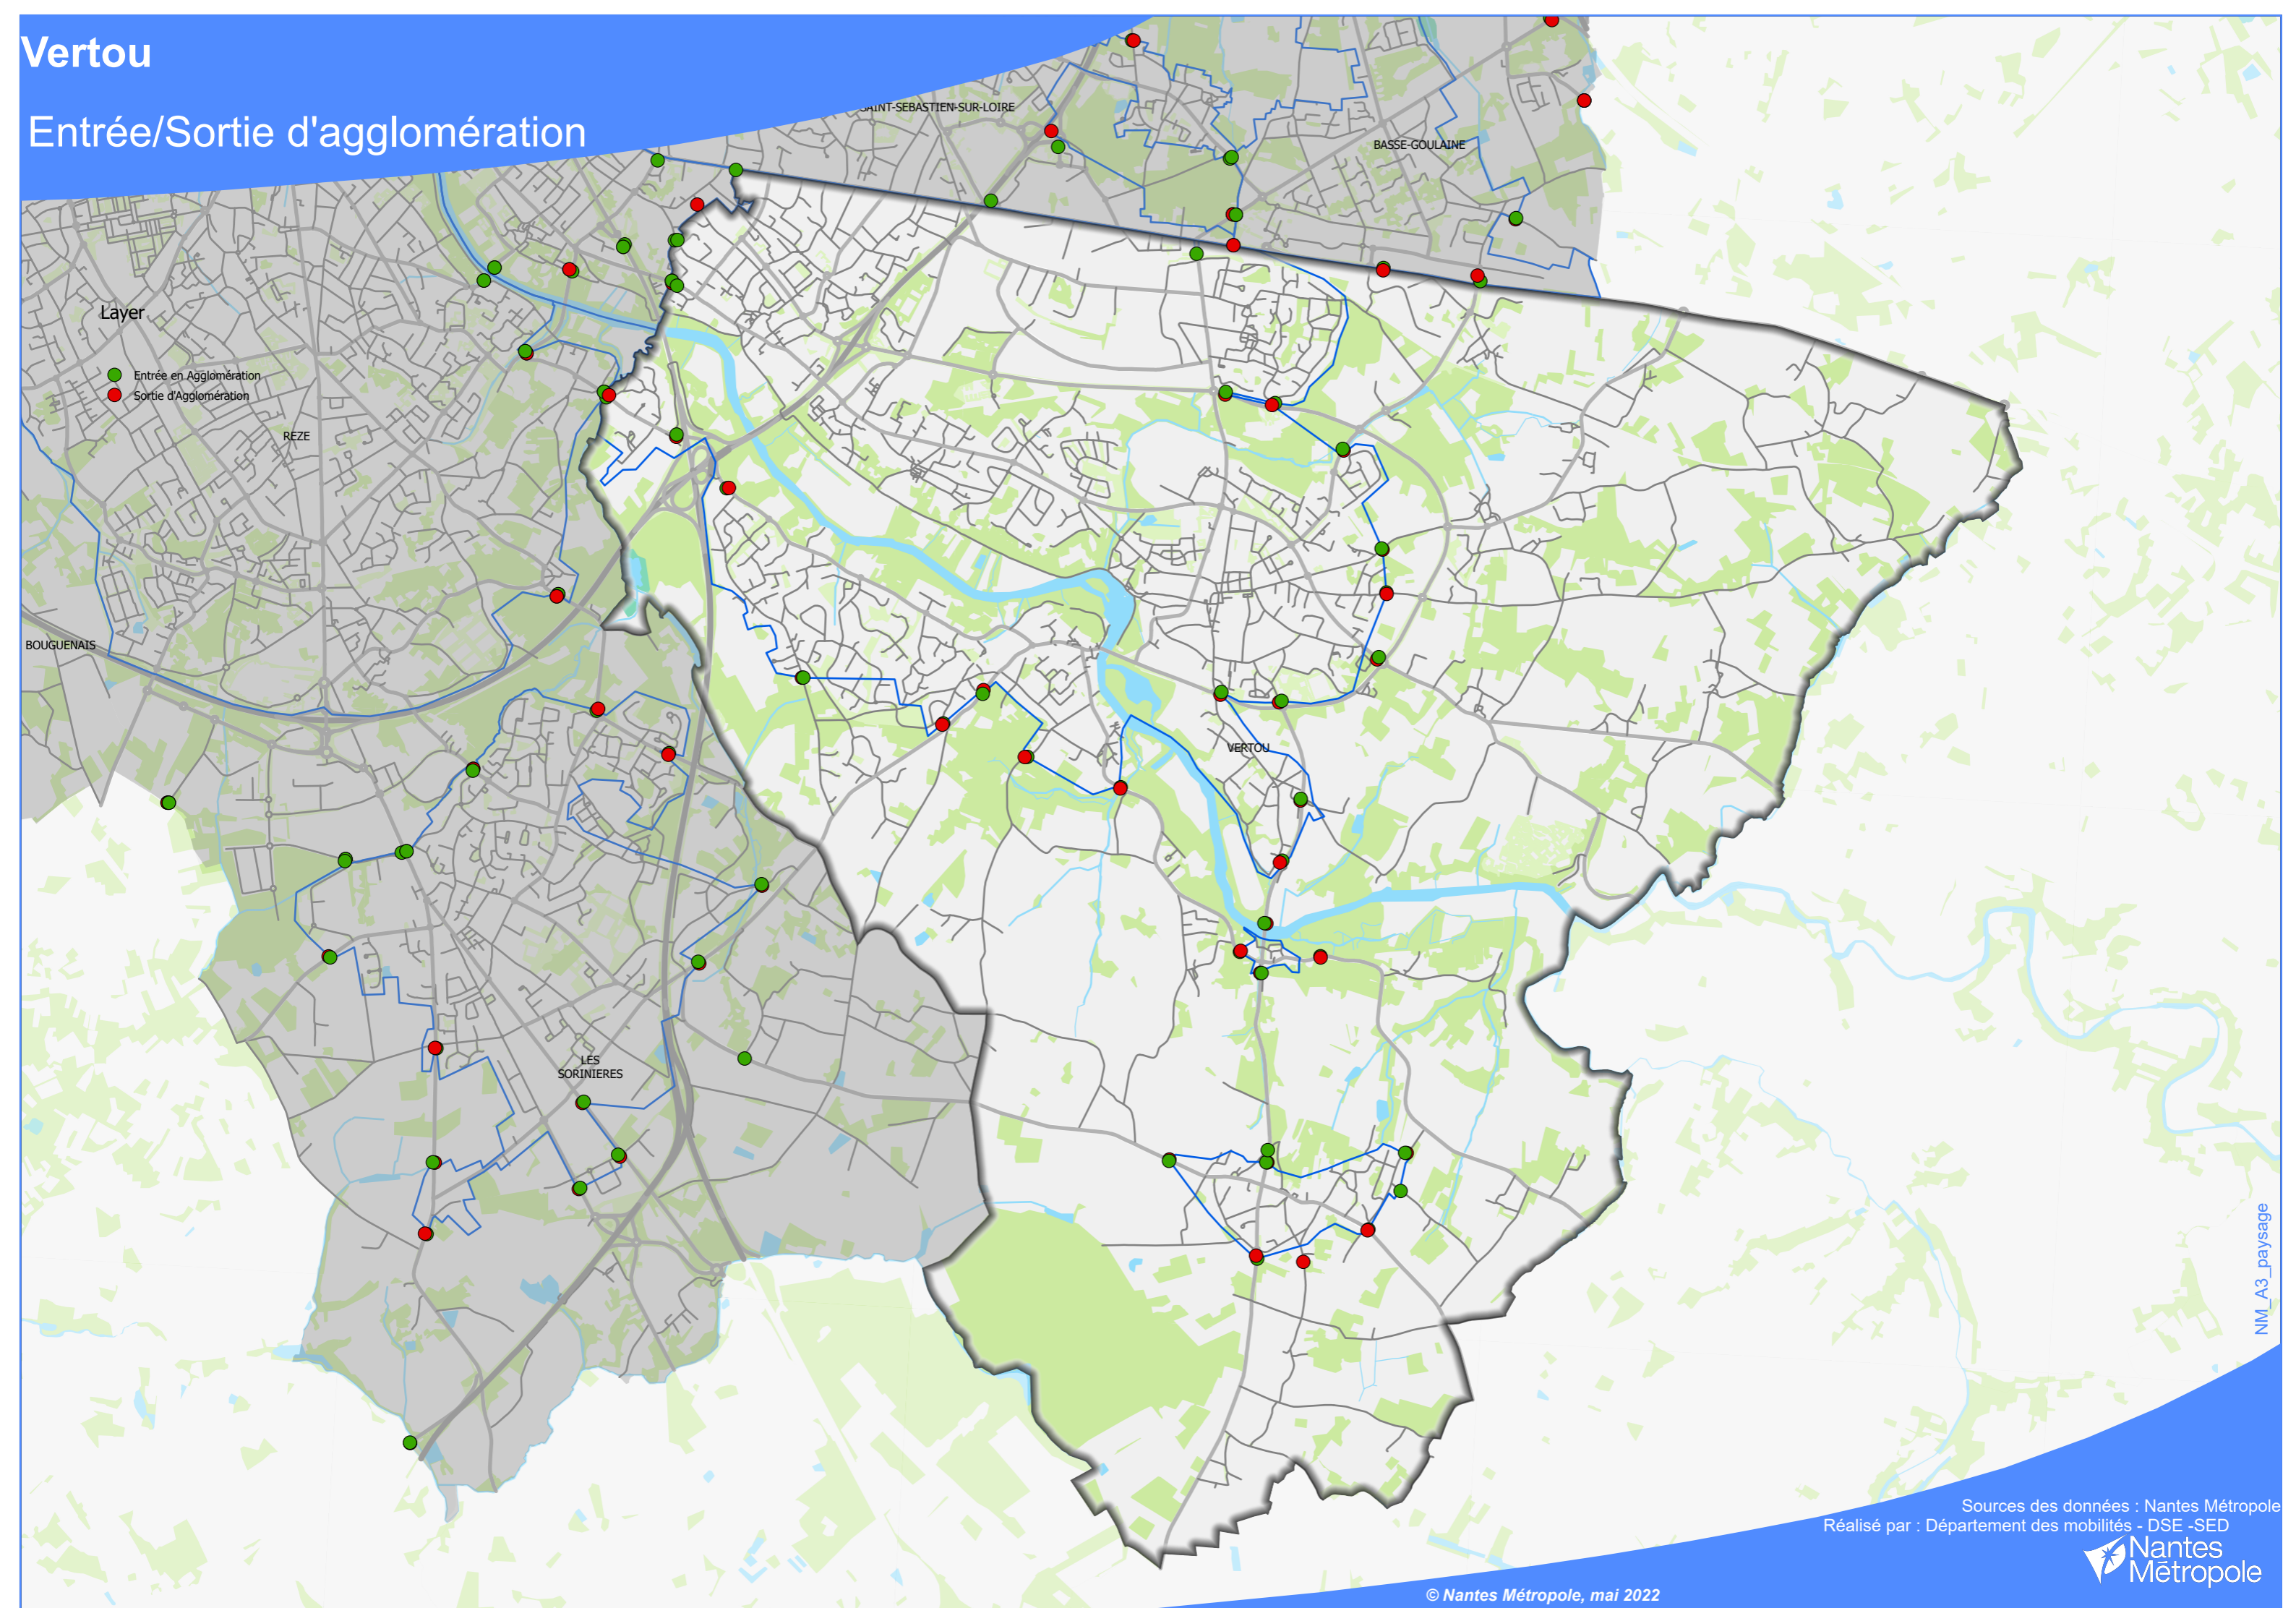 Vertou
Entrée/Sortie d'agglomération
SAINT-SEBASTIEN-SUR-LOIRE
BASSE-GOULAINE
Layer
Entrée en Agglomération
Sortie d'Agglomération
REZE
BOUGUENAIS
VERTOU
LES
SORINIERES
NM_A3_paysage
Sources des données : Nantes Métropole
Réalisé par : Département des mobilités - DSE -SED
Nantes
Métropole
© Nantes Métropole, mai 2022